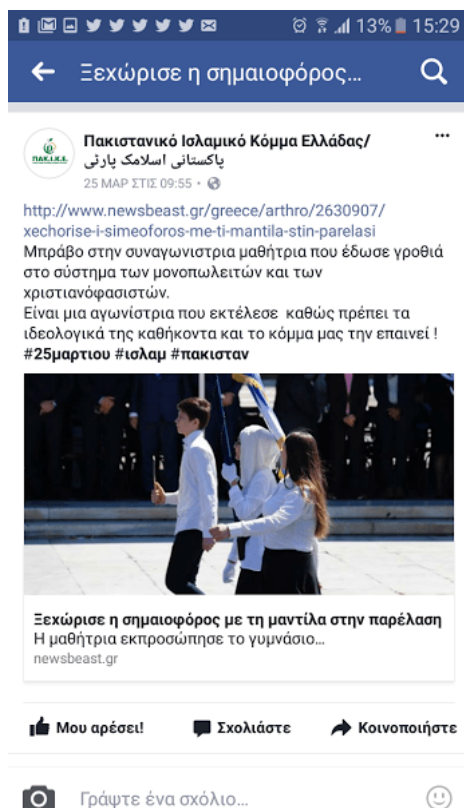 13% 15:29
Ξεχώρισε η σημαιοφόρος...
Πακιστανικό Ισλαμικό Κόμμα Ελλάδας/
پاکستانی اسلامک پارٹی
25 ΜΑΡ ΣΤΙΣ 09:55 •
ΠΑΚ.Ι.Κ.Ε.
http://www.newsbeast.gr/greece/arthro/2630907/
xechorise-i-simeoforos-me-ti-mantila-stin-parelasi
Μπράβο στην συναγωνιστρια μαθήτρια που έδωσε γροθιά
στο σύστημα των μονοπωλειτών και των
χριστιανόφασιστών.
Είναι μια αγωνίστρια που εκτέλεσε καθώς πρέπει τα
ιδεολογικά της καθήκοντα και το κόμμα μας την επαινεί !
#25μαρτιου #ισλαμ #πακισταν
Ξεχώρισε η σημαιοφόρος με τη μαντίλα στην παρέλαση
Η μαθήτρια εκπροσώπησε το γυμνάσιο...
newsbeast.gr
Μου αρέσει! Σχολιάστε Κοινοποιήστε
Γράψτε ένα σχόλιο...